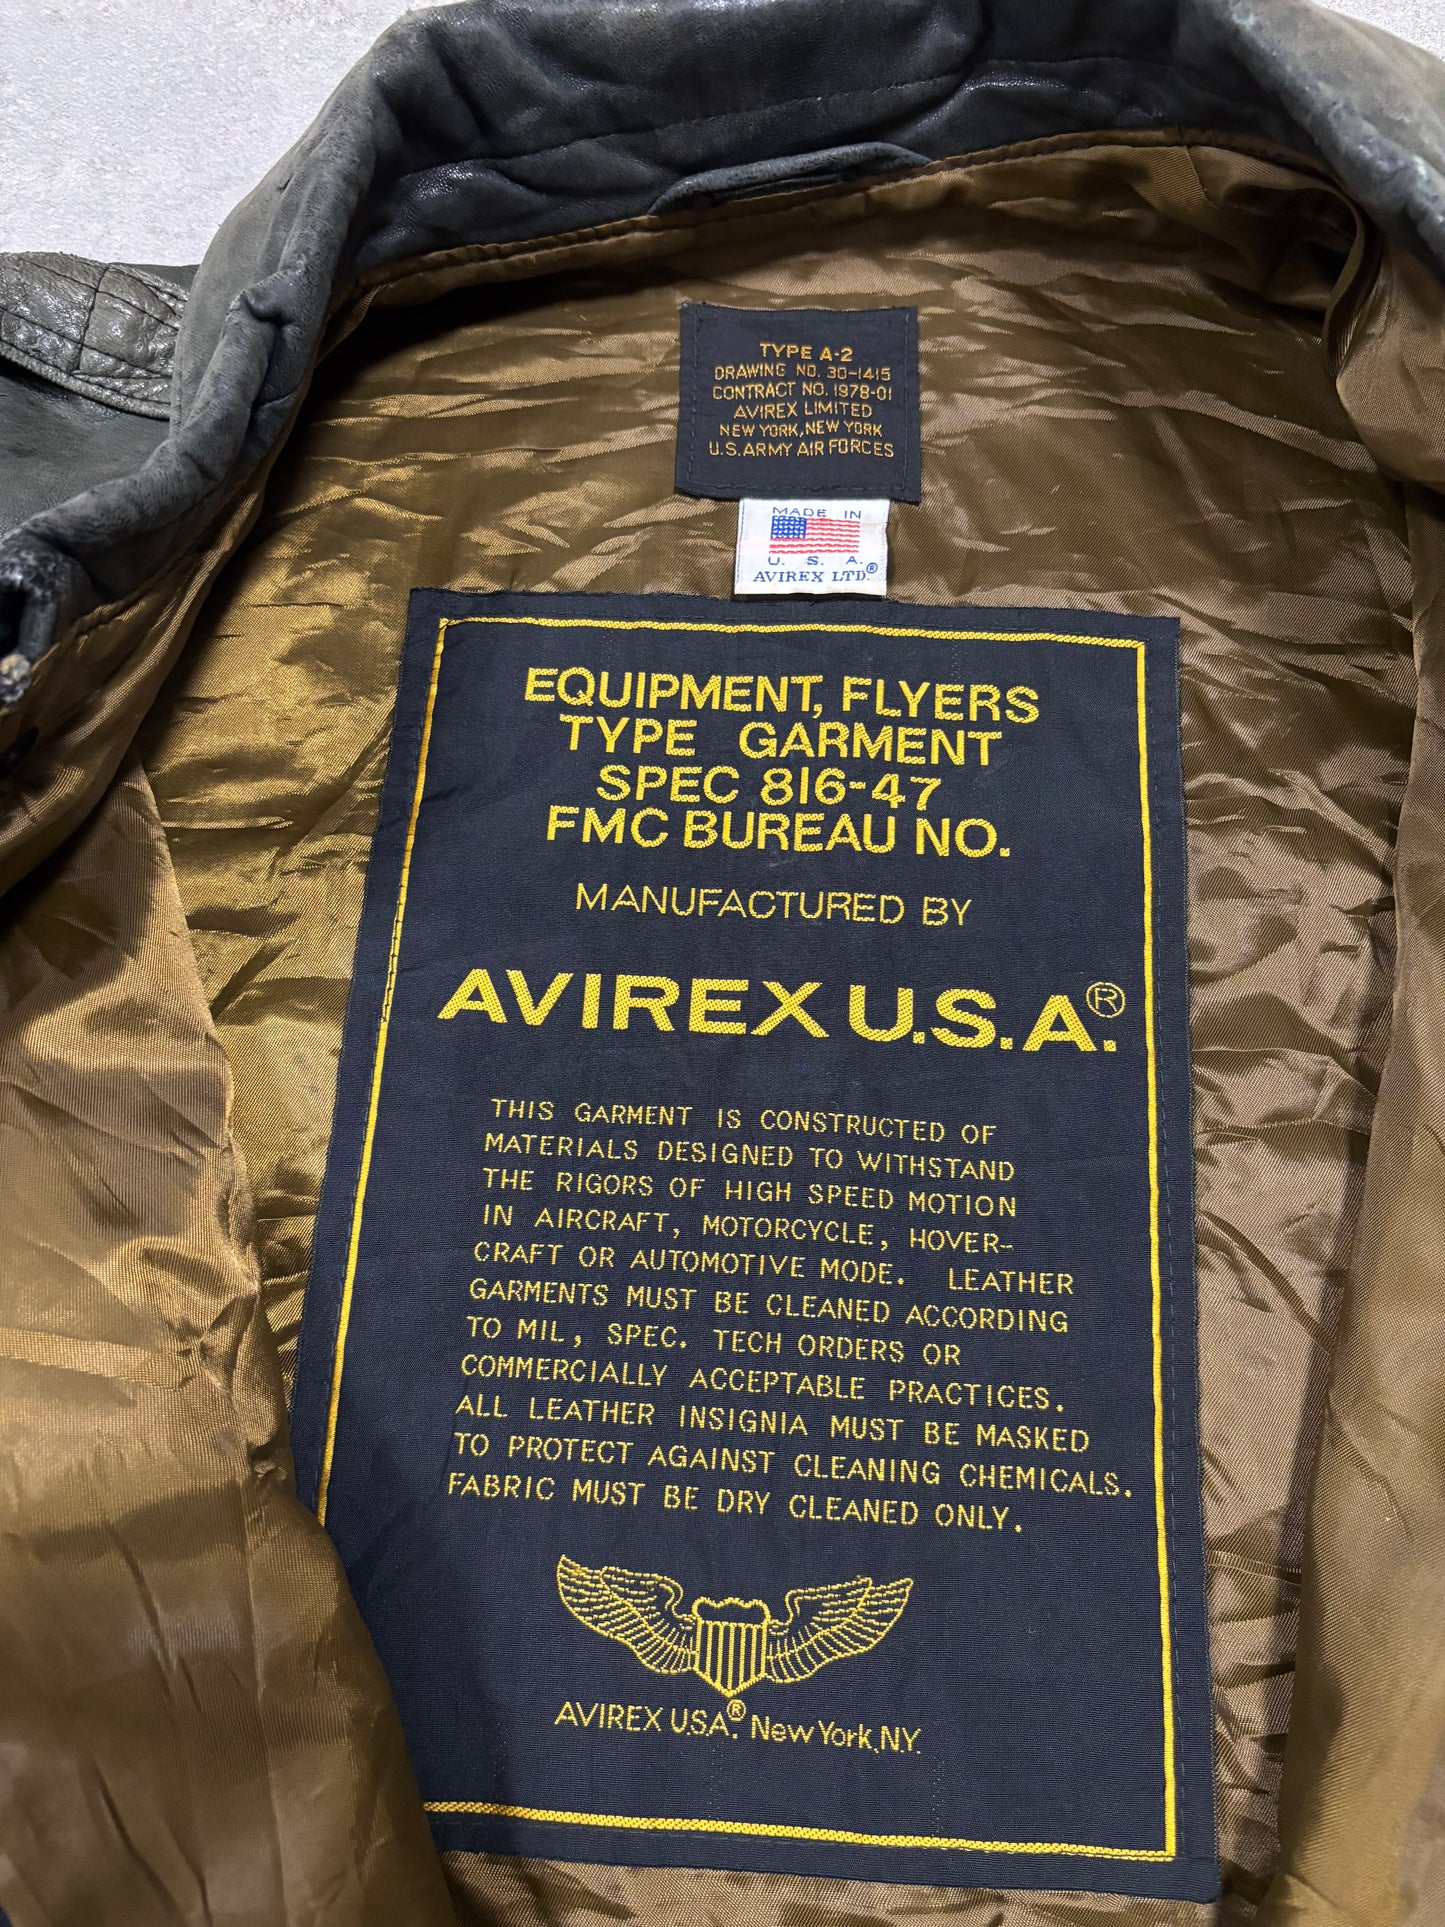 TYPE A-2
DRAWING NO. 30-1415
CONTRACT NO. 1978-01
AVIREX LIMITED
NEW YORK, NEW YORK
U.S. ARMY AIR FORCES
MADE IN
U. S. A.
AVIREX LTD.®
EQUIPMENT, FLYERS
TYPE GARMENT
SPEC 816-47
FMC BUREAU NO.
MANUFACTURED BY
AVIREX U.S.A.®
THIS GARMENT IS CONSTRUCTED OF
MATERIALS DESIGNED TO WITHSTAND
THE RIGORS OF HIGH SPEED MOTION
IN AIRCRAFT, MOTORCYCLE, HOVER-
CRAFT OR AUTOMOTIVE MODE. LEATHER
GARMENTS MUST BE CLEANED ACCORDING
TO MIL, SPEC. TECH ORDERS OR
COMMERCIALLY ACCEPTABLE PRACTICES.
ALL LEATHER INSIGNIA MUST BE MASKED
TO PROTECT AGAINST CLEANING CHEMICALS.
FABRIC MUST BE DRY CLEANED ONLY.
AVIREX U.S.A.® New York, N.Y.